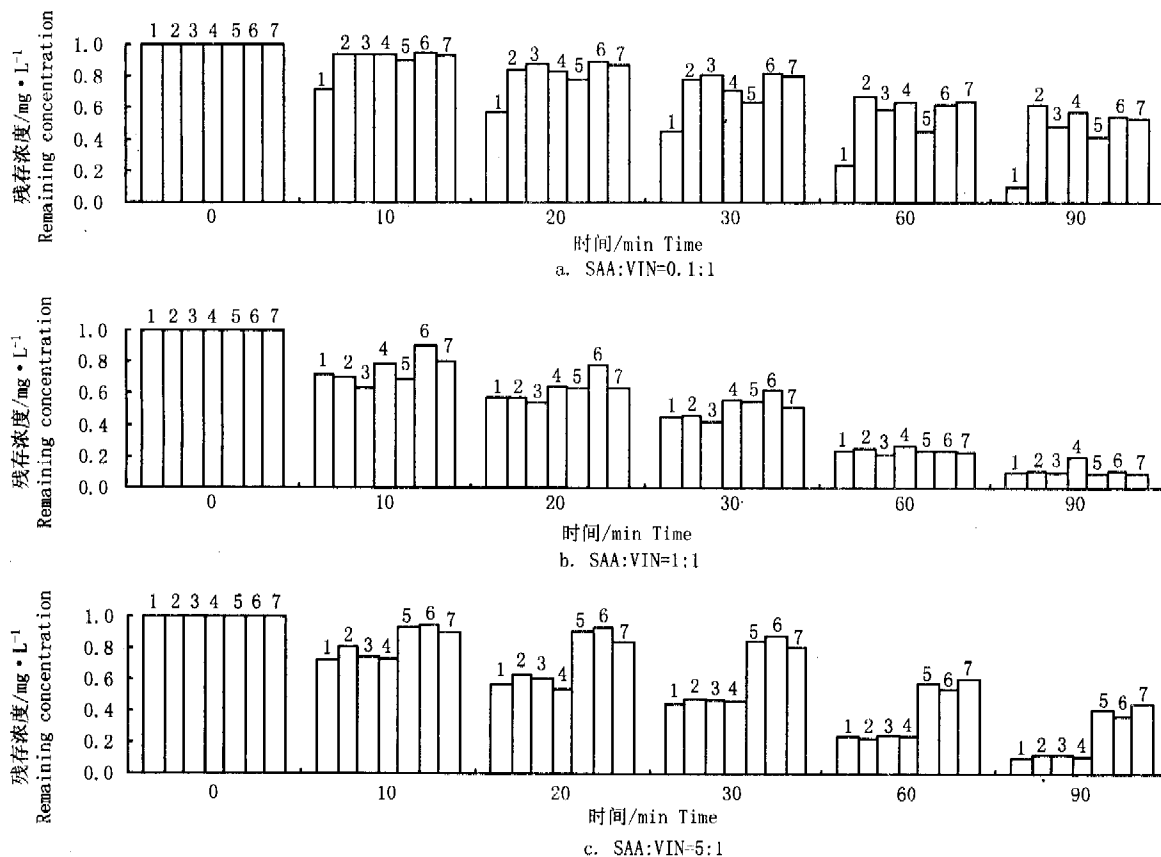 残存浓度/mg·L⁻¹
Remaining concentration
1 2 3 4 5 6 7
1 2 3 4 5 6 7
1 2 3 4 5 6 7
1 2 3 4 5 6 7
1 2 3 4 5 6 7
1 2 3 4 5 6 7
1.0
0.8
0.6
0.4
0.2
0.0
0 10 20 30 60 90
时间/min Time
a. SAA:VIN=0.1:1
残存浓度/mg·L⁻¹
Remaining concentration
1 2 3 4 5 6 7
1 2 3 4 5 6 7
1 2 3 4 5 6 7
1 2 3 4 5 6 7
1 2 3 4 5 6 7
1 2 3 4 5 6 7
1.0
0.8
0.6
0.4
0.2
0.0
0 10 20 30 60 90
时间/min Time
b. SAA:VIN=1:1
残存浓度/mg·L⁻¹
Remaining concentration
1 2 3 4 5 6 7
1 2 3 4 5 6 7
1 2 3 4 5 6 7
1 2 3 4 5 6 7
1 2 3 4 5 6 7
1 2 3 4 5 6 7
1.0
0.8
0.6
0.4
0.2
0.0
0 10 20 30 60 90
时间/min Time
c. SAA:VIN=5:1